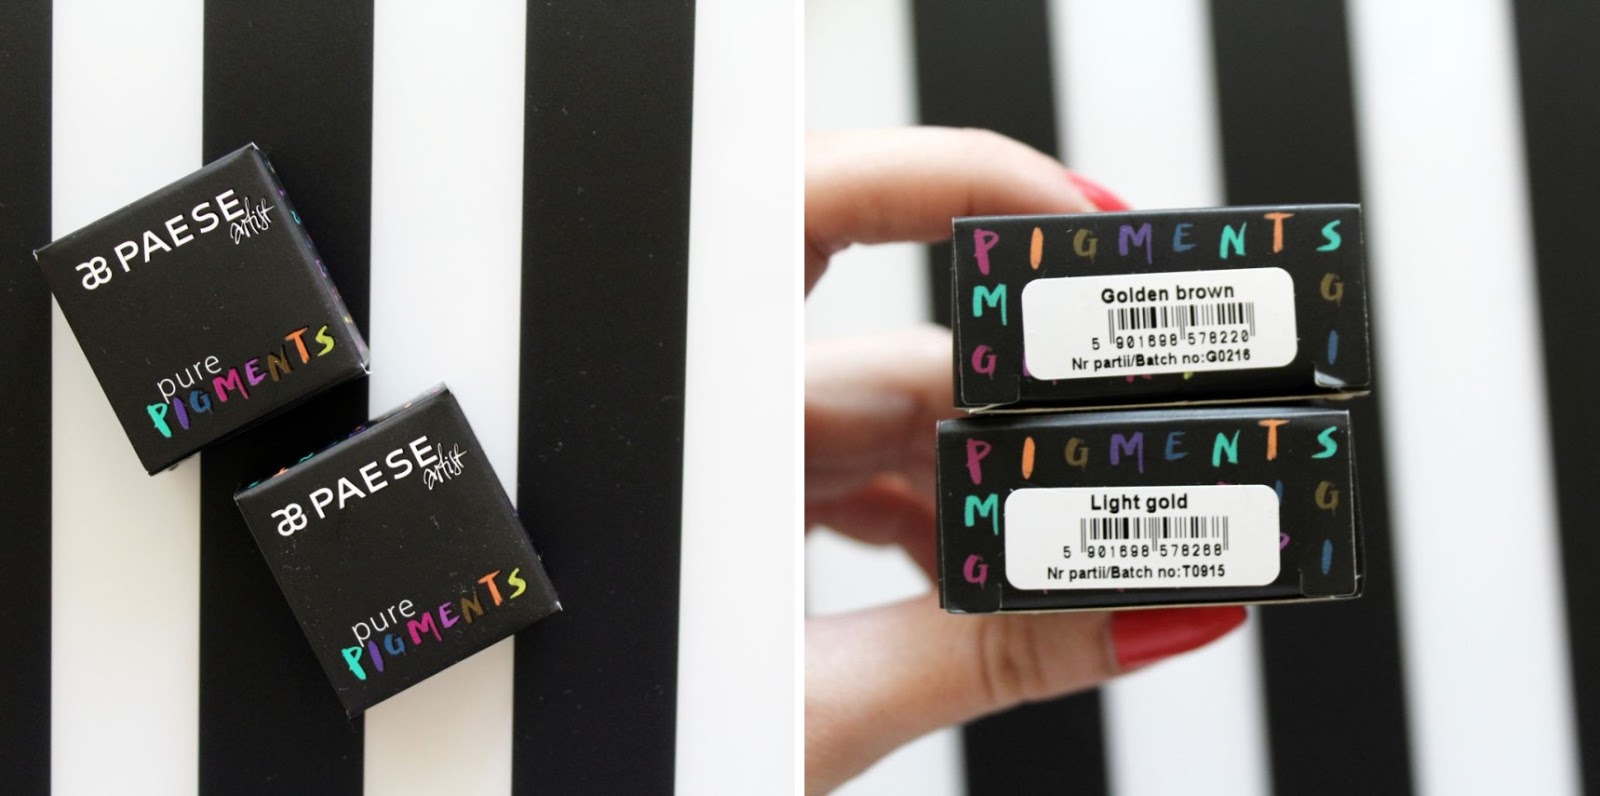 PAESE
artist
pure
PIGMENTS
PAESE
artist
pure
PIGMENTS
PIGMENTS
M G
Golden brown
5 901698 578220
Nr partii/Batch no:G0216
G I
PIGMENTS
M G
Light gold
5 901698 578268
Nr partii/Batch no:T0915
G I